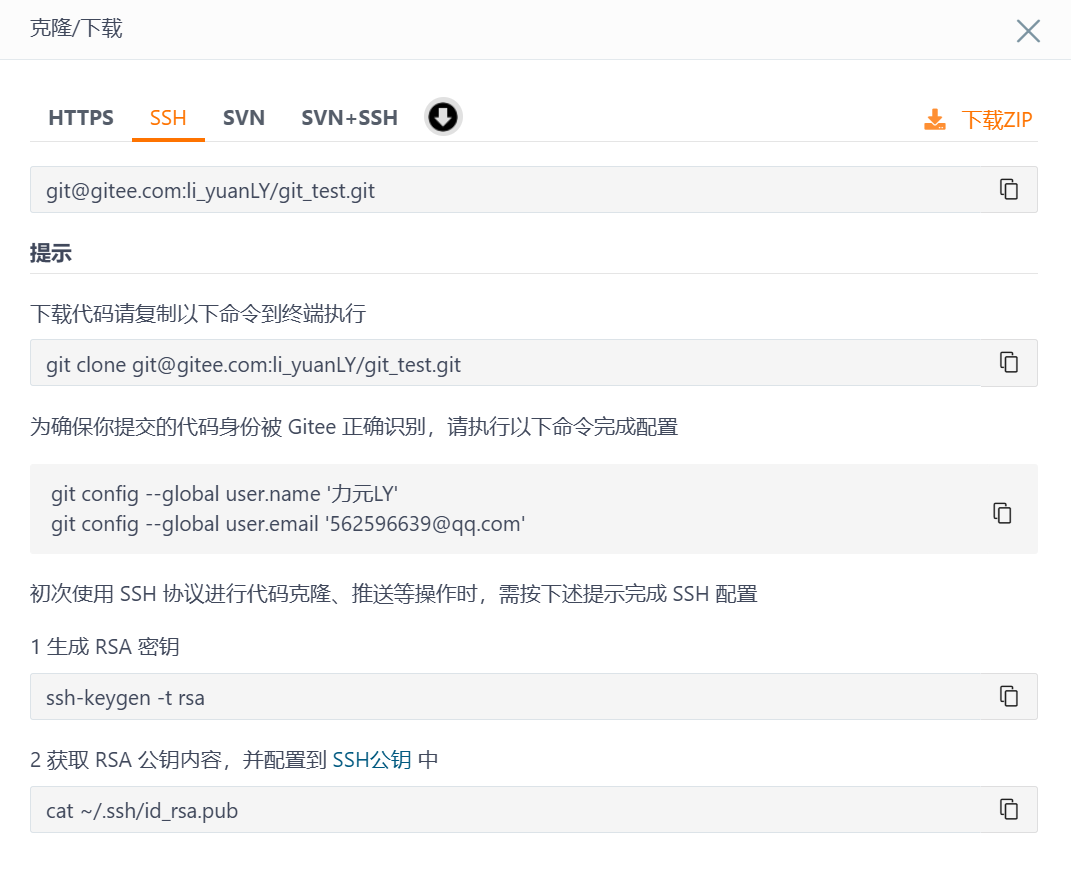 克隆/下载
HTTPS SSH SVN SVN+SSH 下载ZIP
git@gitee.com:li_yuanLY/git_test.git
提示
下载代码请复制以下命令到终端执行
git clone git@gitee.com:li_yuanLY/git_test.git
为确保你提交的代码身份被 Gitee 正确识别，请执行以下命令完成配置
git config --global user.name '力元LY'
git config --global user.email '562596639@qq.com'
初次使用 SSH 协议进行代码克隆、推送等操作时，需按下述提示完成 SSH 配置
1 生成 RSA 密钥
ssh-keygen -t rsa
2 获取 RSA 公钥内容，并配置到 SSH公钥 中
cat ~/.ssh/id_rsa.pub